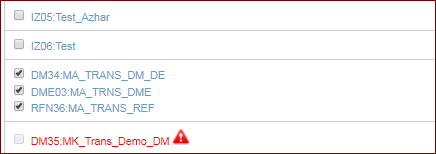 IZ05:Test_Azhar
IZ06:Test
DM34:MA_TRANS_DM_DE
DME03:MA_TRNS_DME
RFN36:MA_TRANS_REF
DM35:MK_Trans_Demo_DM